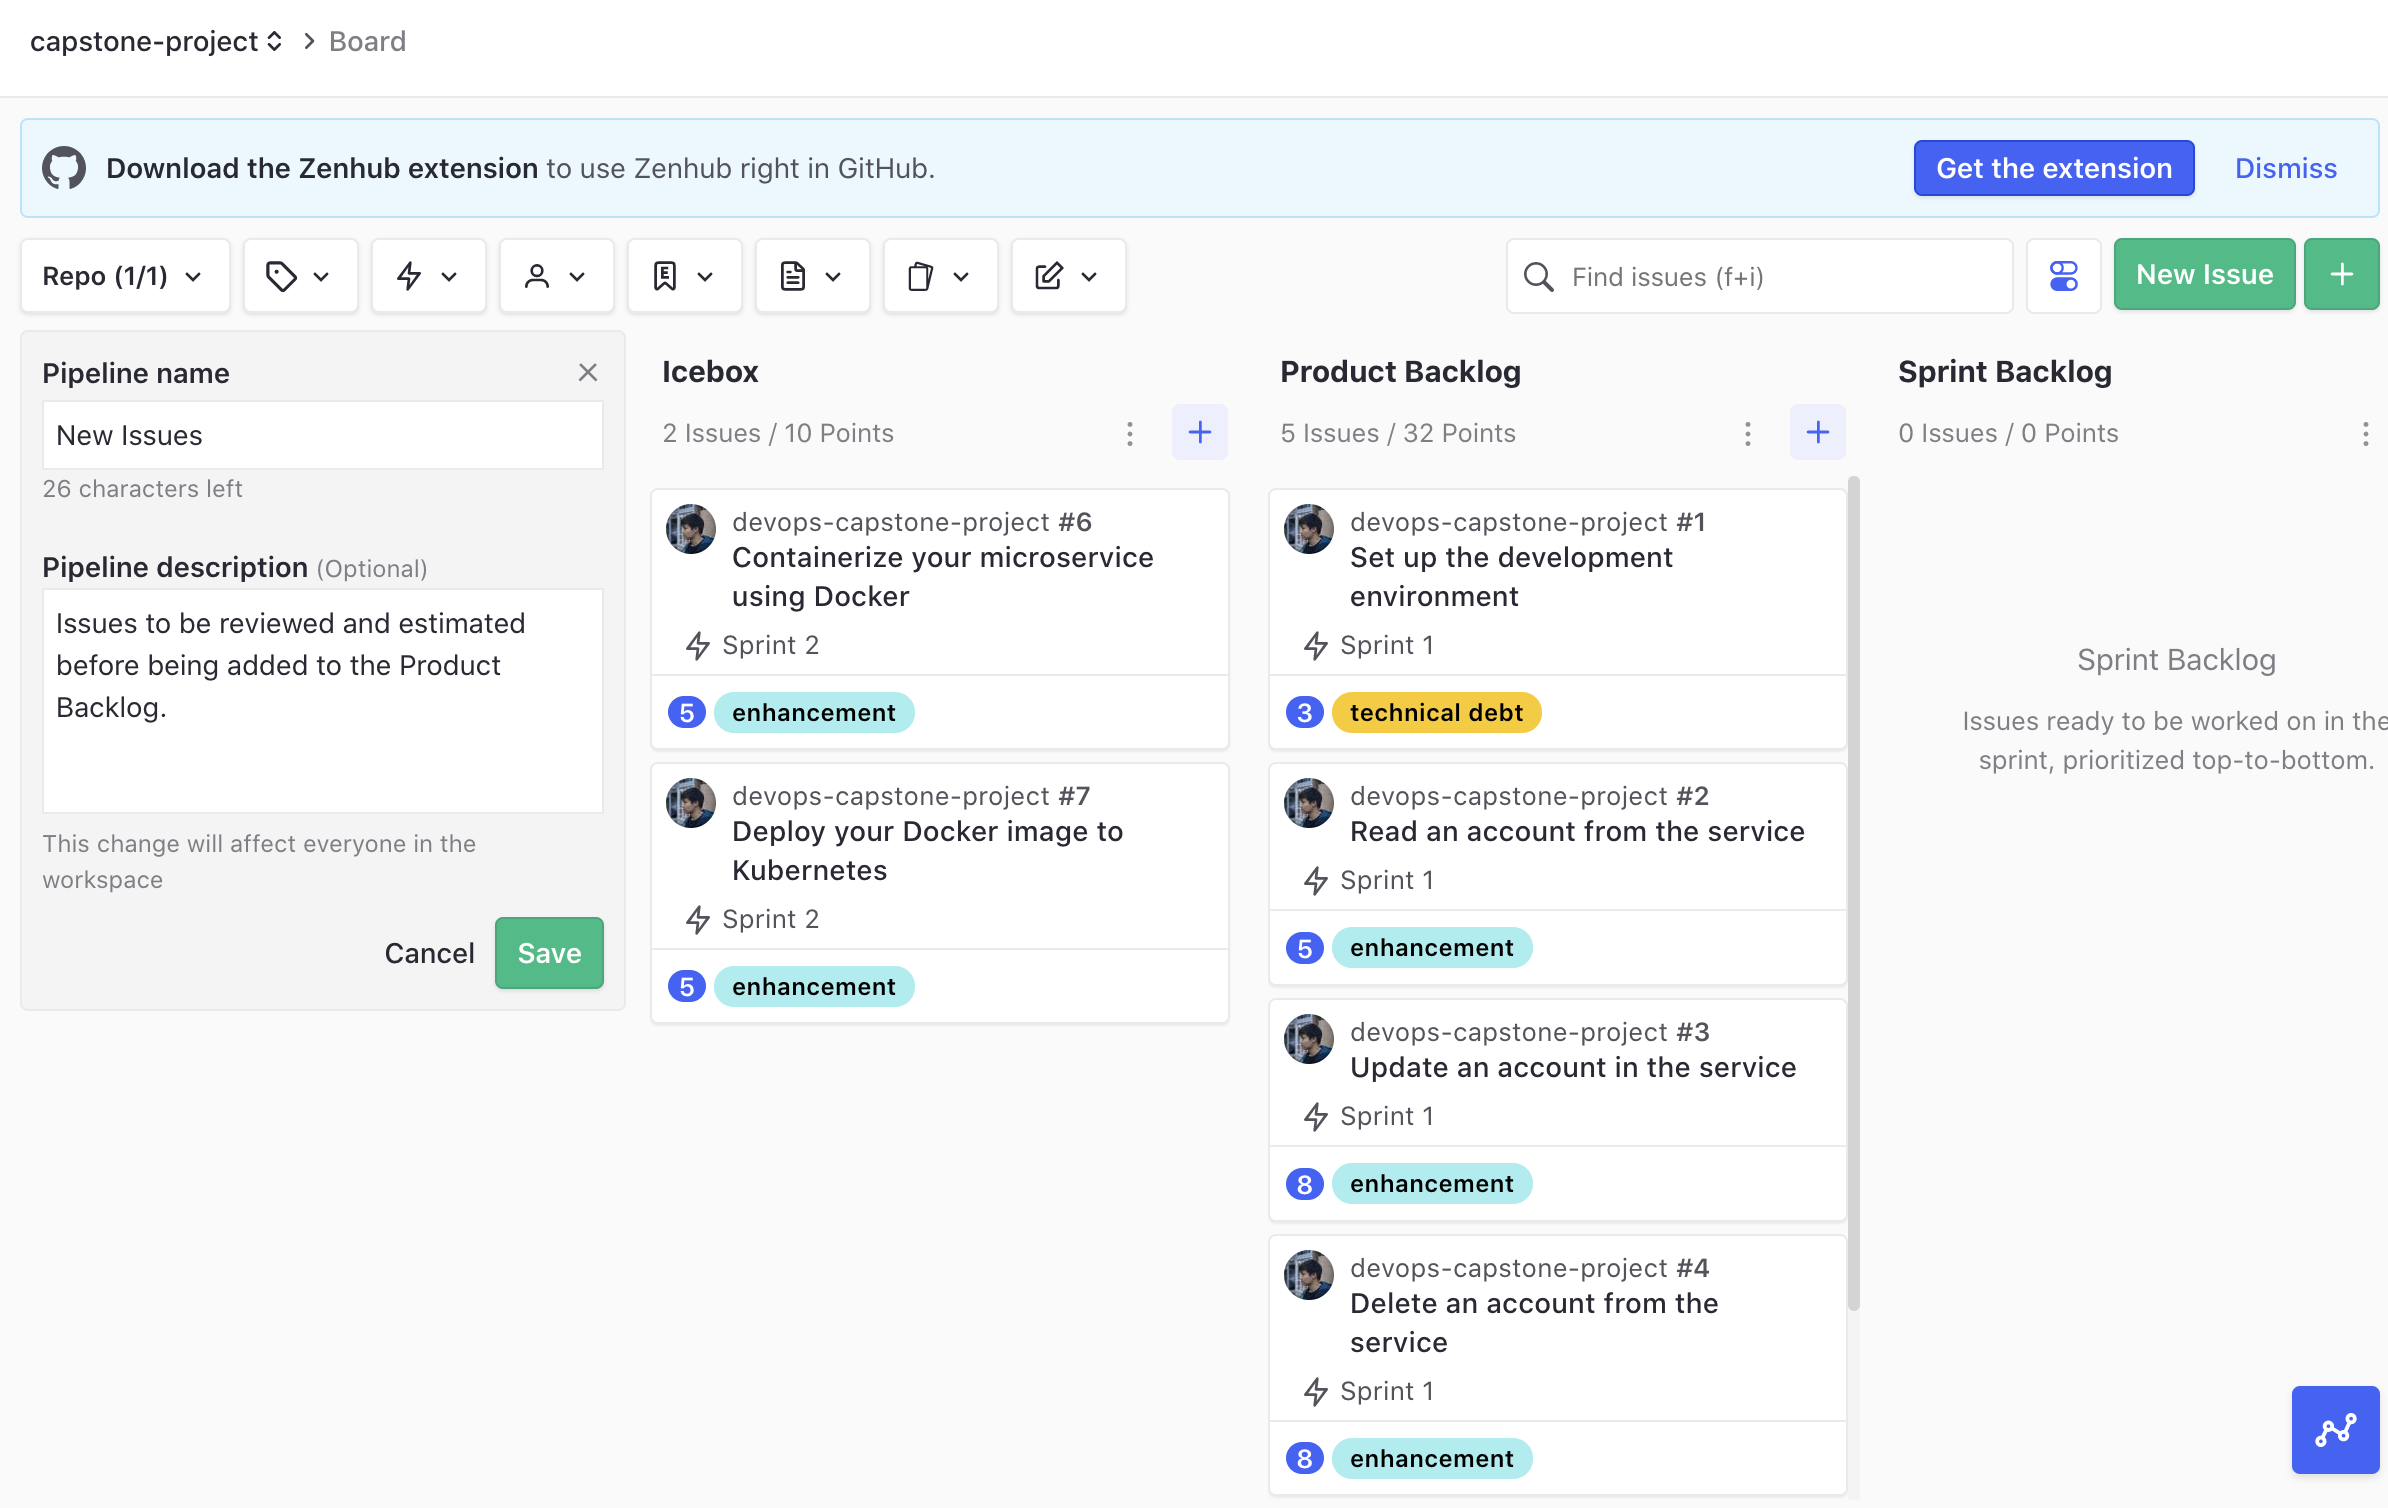 capstone-project
Board
Download the Zenhub extension to use Zenhub right in GitHub.
Get the extension
Dismiss
Repo (1/1)
Find issues (f+i)
New Issue
Pipeline name
New Issues
26 characters left
Pipeline description (Optional)
Issues to be reviewed and estimated
before being added to the Product
Backlog.
This change will affect everyone in the
workspace
Cancel
Save
Icebox
2 Issues / 10 Points
devops-capstone-project #6
Containerize your microservice
using Docker
Sprint 2
5
enhancement
devops-capstone-project #7
Deploy your Docker image to
Kubernetes
Sprint 2
5
enhancement
Product Backlog
5 Issues / 32 Points
devops-capstone-project #1
Set up the development
environment
Sprint 1
3
technical debt
devops-capstone-project #2
Read an account from the service
Sprint 1
5
enhancement
devops-capstone-project #3
Update an account in the service
Sprint 1
8
enhancement
devops-capstone-project #4
Delete an account from the
service
Sprint 1
8
enhancement
Sprint Backlog
0 Issues / 0 Points
Sprint Backlog
Issues ready to be worked on in the
sprint, prioritized top-to-bottom.